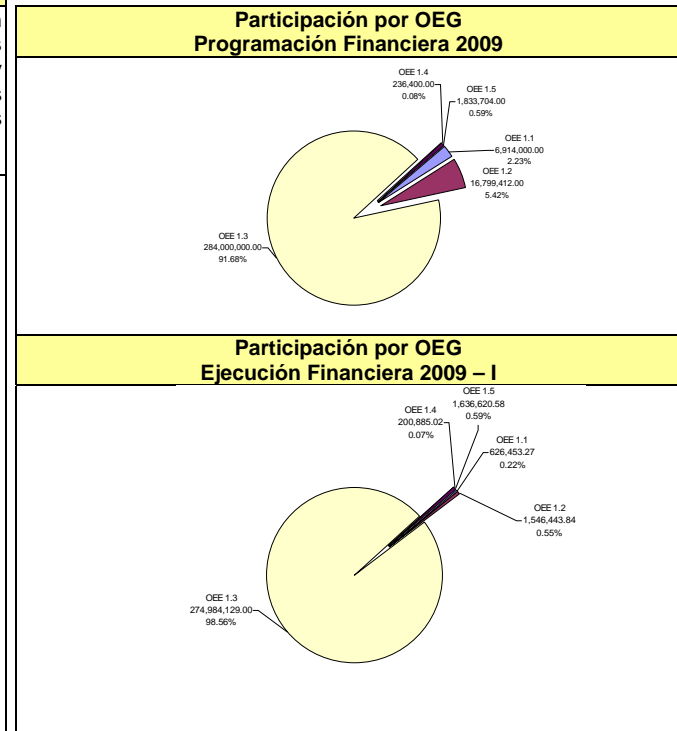 Participación por OEG
Programación Financiera 2009
OEE 1.4
236,400.00
0.08%
OEE 1.5
1,833,704.00
0.59%
OEE 1.1
6,914,000.00
2.23%
OEE 1.2
16,799,412.00
5.42%
OEE 1.3
284,000,000.00
91.68%
Participación por OEG
Ejecución Financiera 2009 – I
OEE 1.5
1,636,620.58
0.59%
OEE 1.4
200,885.02
0.07%
OEE 1.1
626,453.27
0.22%
OEE 1.2
1,546,443.84
0.55%
OEE 1.3
274,984,129.00
98.56%